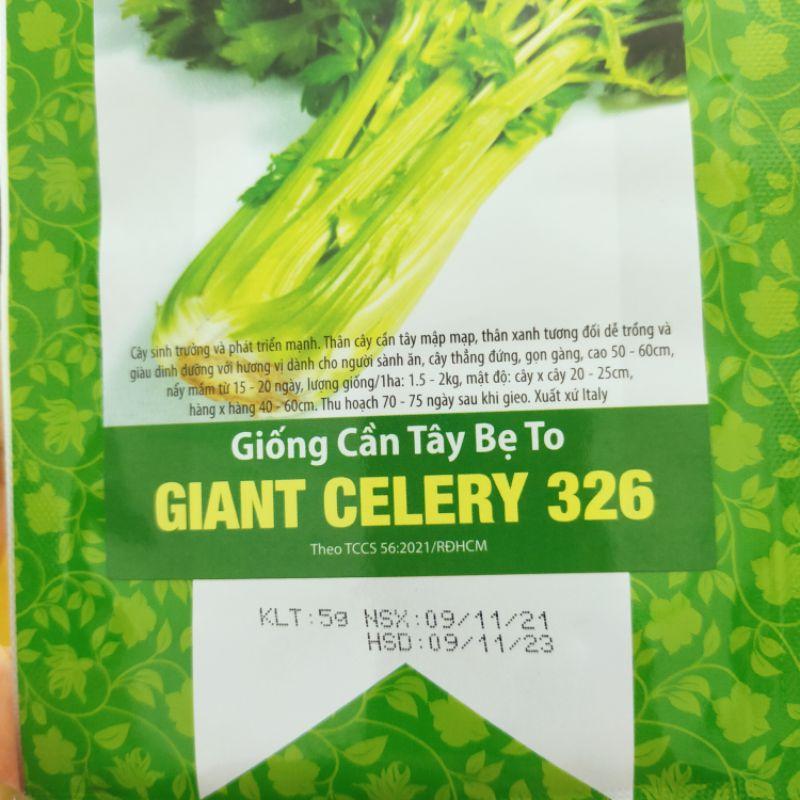 Cây sinh trưởng và phát triển mạnh. Thân cây cần tây mập mạp, thân xanh tương đối dễ trồng và
giàu dinh dưỡng với hương vị dành cho người sành ăn, cây thẳng đứng, gọn gàng, cao 50 - 60cm,
nẩy mầm từ 15 - 20 ngày, lượng giống/1ha: 1.5 - 2kg, mật độ: cây x cây 20 - 25cm,
hàng x hàng 40 - 60cm. Thu hoạch 70 - 75 ngày sau khi gieo. Xuất xứ Italy
Giống Cần Tây Bẹ To
GIANT CELERY 326
Theo TCCS 56:2021/RĐHCM
KLT:5g NSX:09/11/21
HSD:09/11/23